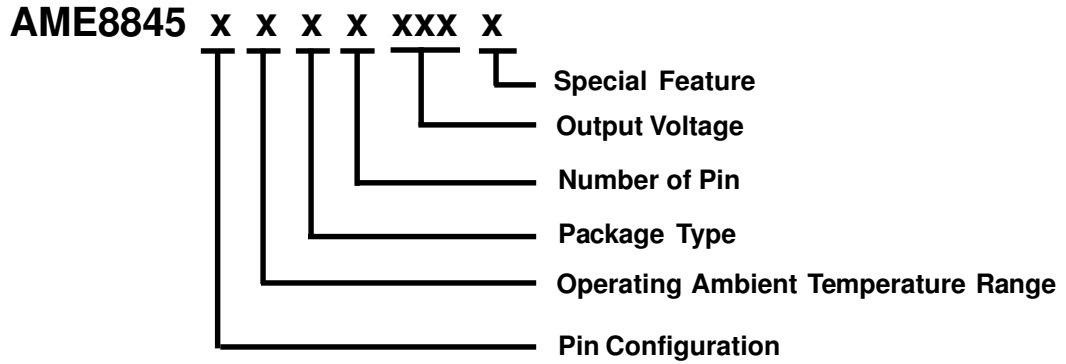 AME8845 x x x x xxx x
Special Feature
Output Voltage
Number of Pin
Package Type
Operating Ambient Temperature Range
Pin Configuration